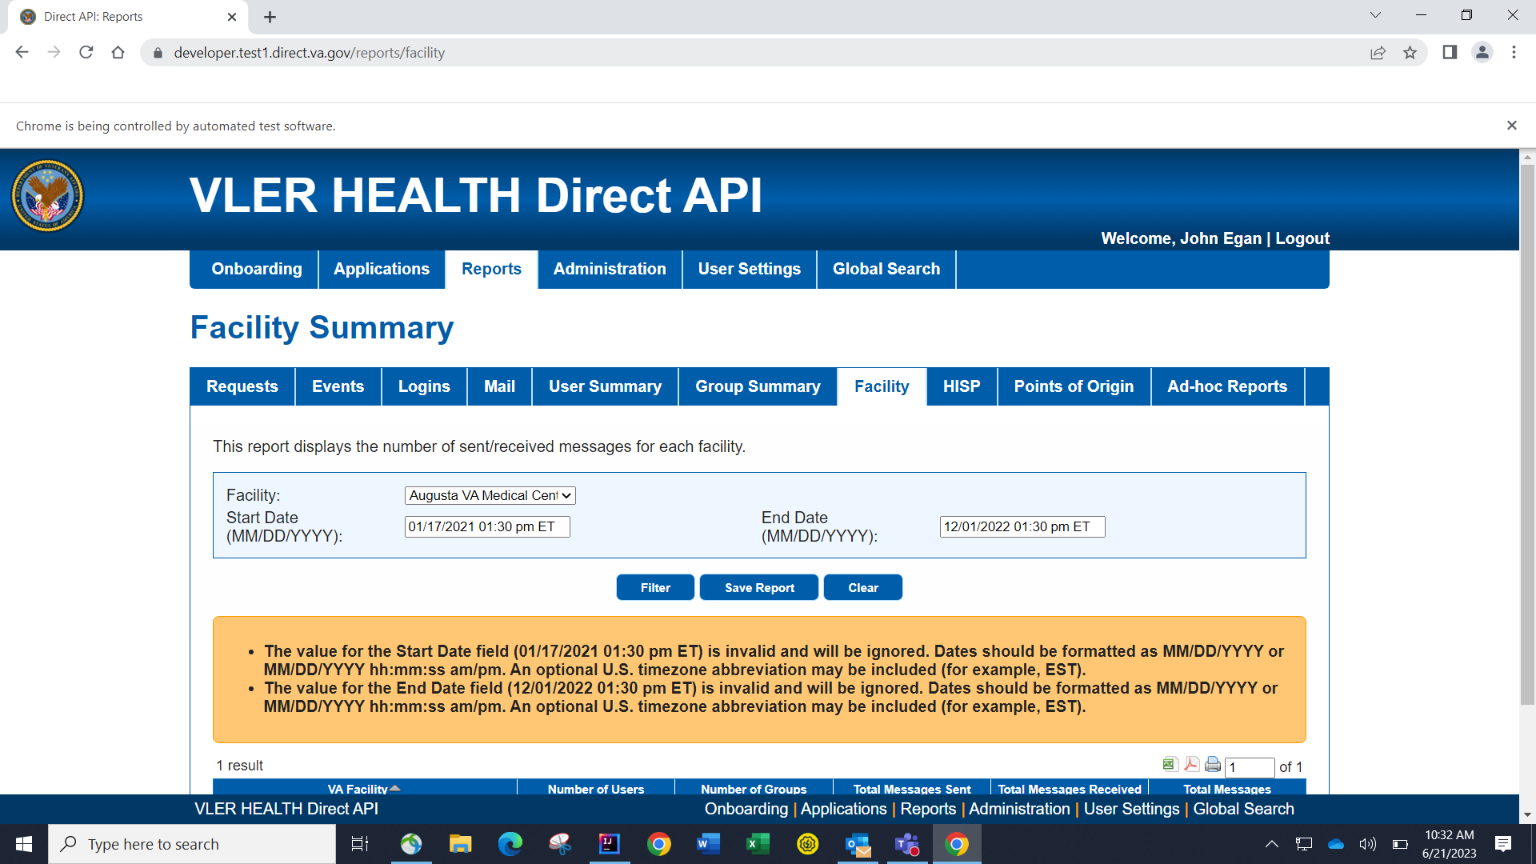 Direct API: Reports
developer.test1.direct.va.gov/reports/facility
Chrome is being controlled by automated test software.
VLER HEALTH Direct API
Welcome, John Egan | Logout
Onboarding Applications Reports Administration User Settings Global Search
Facility Summary
Requests Events Logins Mail User Summary Group Summary Facility HISP Points of Origin Ad-hoc Reports
This report displays the number of sent/received messages for each facility.
Facility: Augusta VA Medical Cent
Start Date
(MM/DD/YYYY): 01/17/2021 01:30 pm ET
End Date
(MM/DD/YYYY): 12/01/2022 01:30 pm ET
Filter Save Report Clear
• The value for the Start Date field (01/17/2021 01:30 pm ET) is invalid and will be ignored. Dates should be formatted as MM/DD/YYYY or
MM/DD/YYYY hh:mm:ss am/pm. An optional U.S. timezone abbreviation may be included (for example, EST).
• The value for the End Date field (12/01/2022 01:30 pm ET) is invalid and will be ignored. Dates should be formatted as MM/DD/YYYY or
MM/DD/YYYY hh:mm:ss am/pm. An optional U.S. timezone abbreviation may be included (for example, EST).
1 result
1 of 1
VA Facility Number of Users Number of Groups Total Messages Sent Total Messages Received Total Messages
VLER HEALTH Direct API
Onboarding | Applications | Reports | Administration | User Settings | Global Search
Type here to search
10:32 AM
6/21/2023